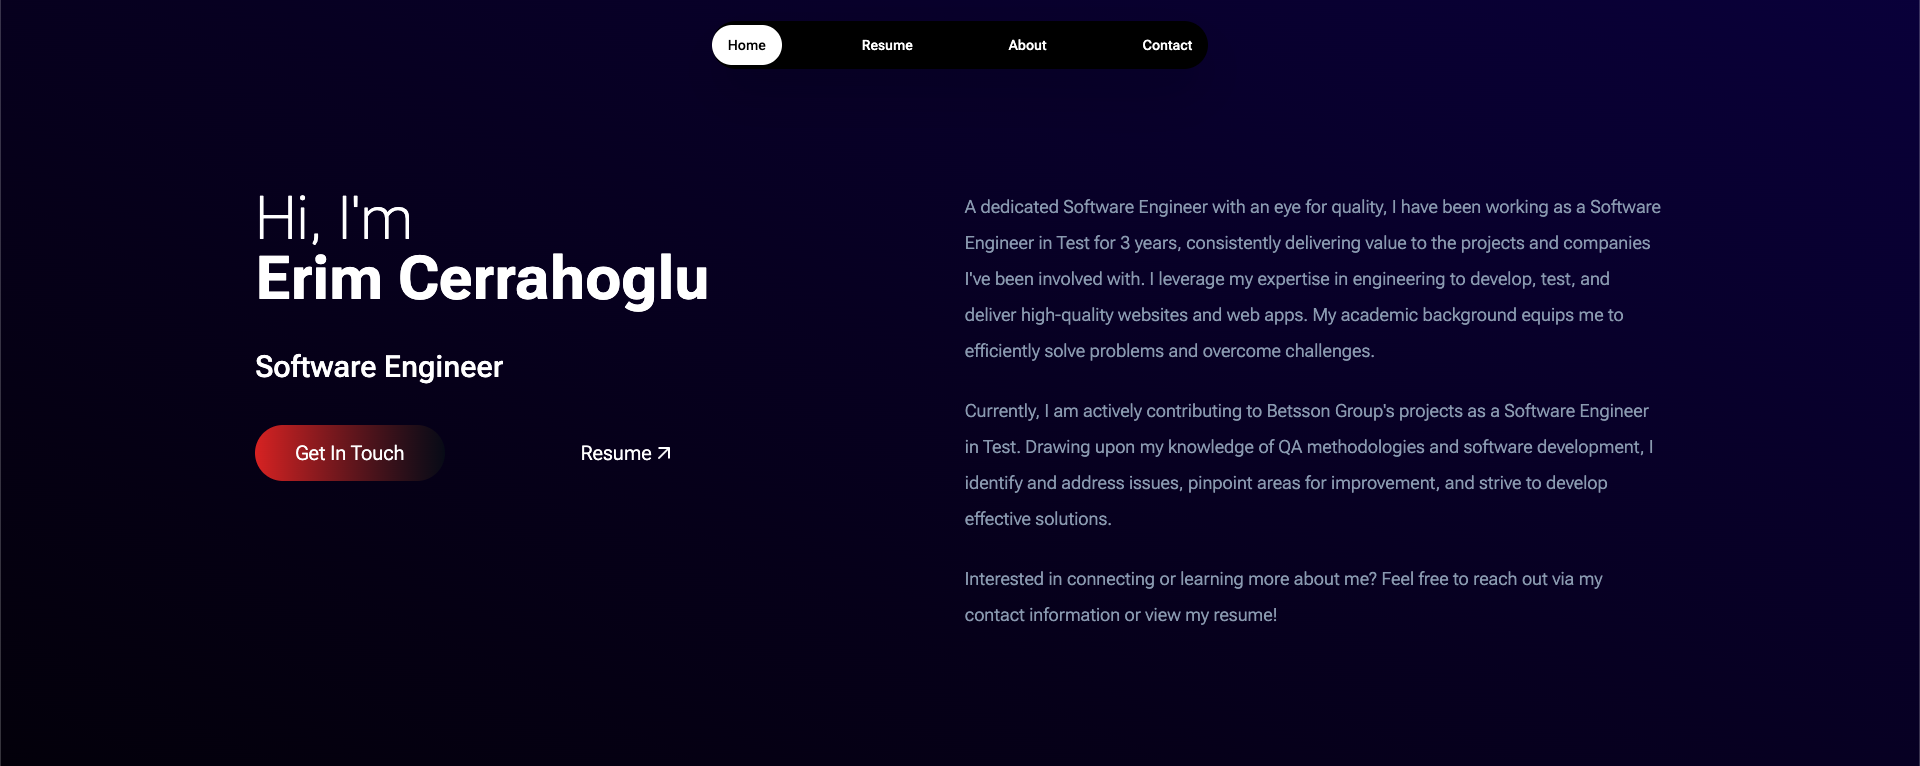 Home
Resume
About
Contact
Hi, I'm
Erim Cerrahoglu
Software Engineer
Get In Touch
Resume
A dedicated Software Engineer with an eye for quality, I have been working as a Software
Engineer in Test for 3 years, consistently delivering value to the projects and companies
I've been involved with. I leverage my expertise in engineering to develop, test, and
deliver high-quality websites and web apps. My academic background equips me to
efficiently solve problems and overcome challenges.
Currently, I am actively contributing to Betsson Group's projects as a Software Engineer
in Test. Drawing upon my knowledge of QA methodologies and software development, I
identify and address issues, pinpoint areas for improvement, and strive to develop
effective solutions.
Interested in connecting or learning more about me? Feel free to reach out via my
contact information or view my resume!